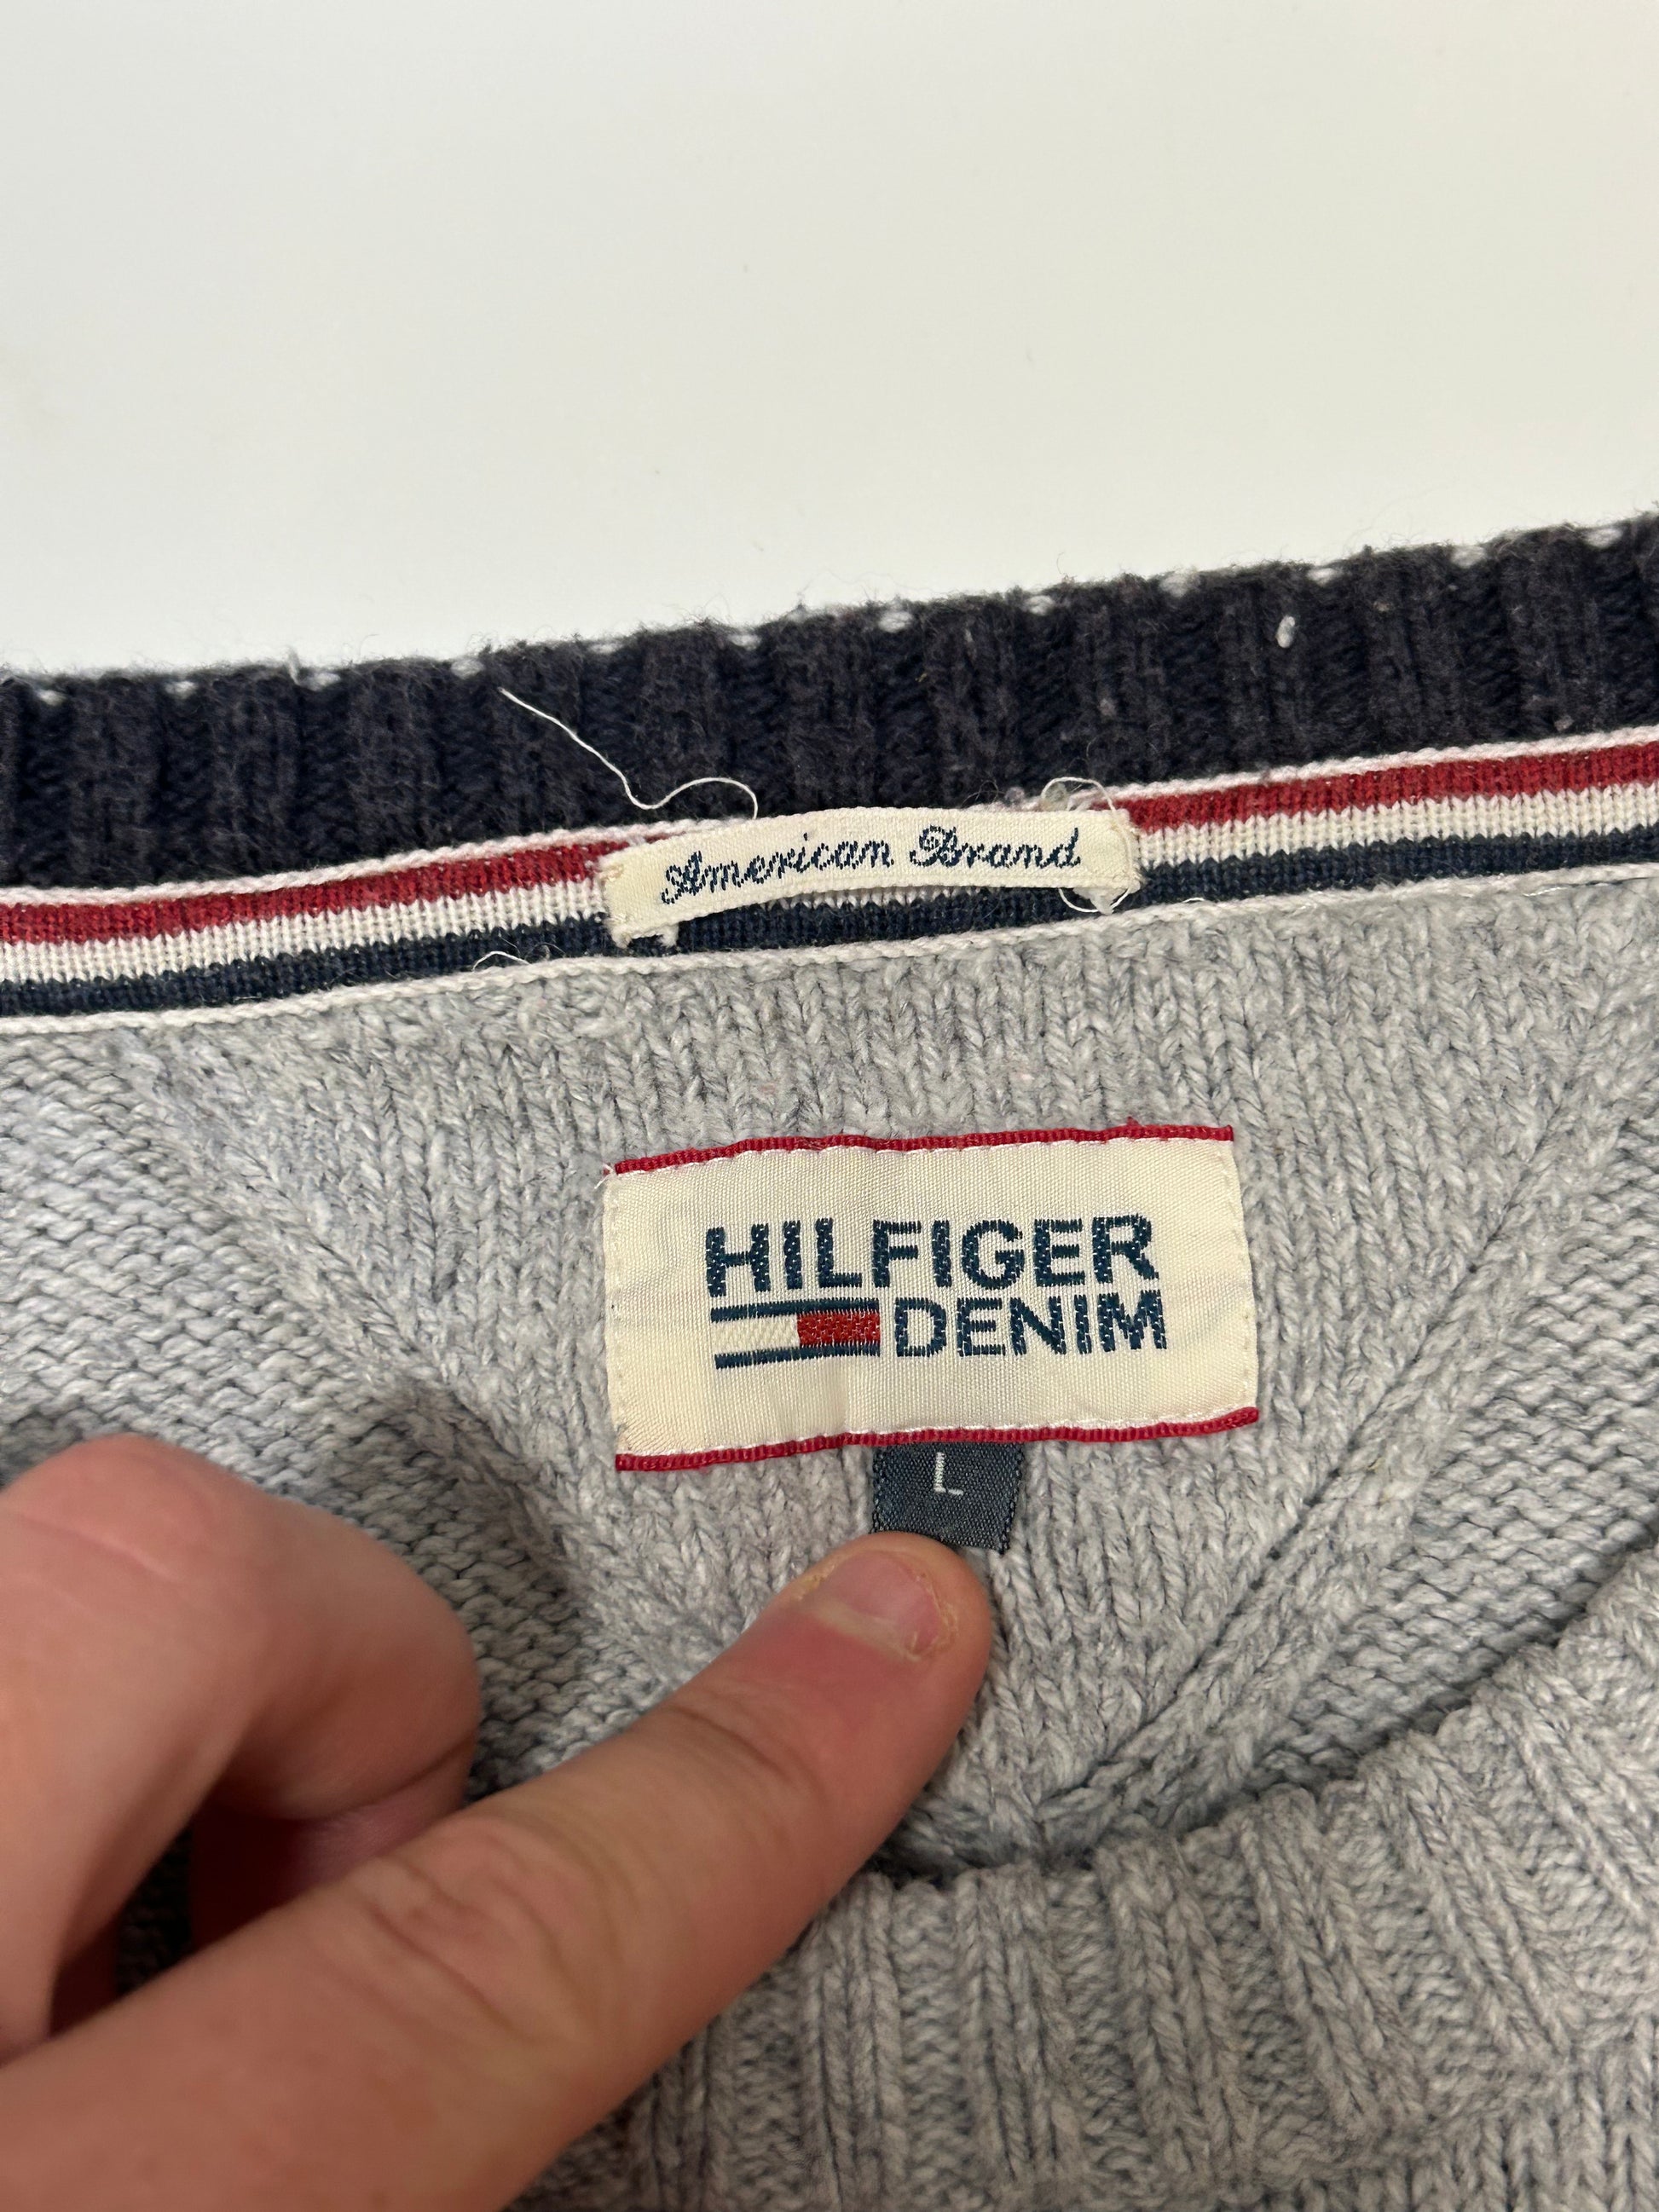 American Brand
HILFIGER
DENIM
L